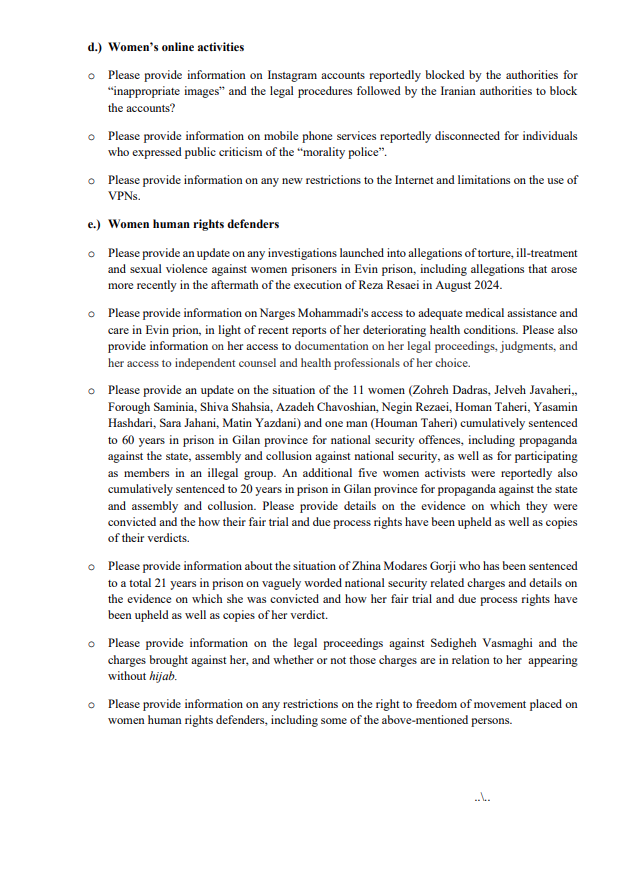 d.) Women’s online activities
o Please provide information on Instagram accounts reportedly blocked by the authorities for
“inappropriate images” and the legal procedures followed by the Iranian authorities to block
the accounts?
o Please provide information on mobile phone services reportedly disconnected for individuals
who expressed public criticism of the “morality police”.
o Please provide information on any new restrictions to the Internet and limitations on the use of
VPNs.
e.) Women human rights defenders
o Please provide an update on any investigations launched into allegations of torture, ill-treatment
and sexual violence against women prisoners in Evin prison, including allegations that arose
more recently in the aftermath of the execution of Reza Resaei in August 2024.
o Please provide information on Narges Mohammadi's access to adequate medical assistance and
care in Evin prion, in light of recent reports of her deteriorating health conditions. Please also
provide information on her access to documentation on her legal proceedings, judgments, and
her access to independent counsel and health professionals of her choice.
o Please provide an update on the situation of the 11 women (Zohreh Dadras, Jelveh Javaheri,,
Forough Saminia, Shiva Shahsia, Azadeh Chavoshian, Negin Rezaei, Homan Taheri, Yasamin
Hashdari, Sara Jahani, Matin Yazdani) and one man (Houman Taheri) cumulatively sentenced
to 60 years in prison in Gilan province for national security offences, including propaganda
against the state, assembly and collusion against national security, as well as for participating
as members in an illegal group. An additional five women activists were reportedly also
cumulatively sentenced to 20 years in prison in Gilan province for propaganda against the state
and assembly and collusion. Please provide details on the evidence on which they were
convicted and the how their fair trial and due process rights have been upheld as well as copies
of their verdicts.
o Please provide information about the situation of Zhina Modares Gorji who has been sentenced
to a total 21 years in prison on vaguely worded national security related charges and details on
the evidence on which she was convicted and how her fair trial and due process rights have
been upheld as well as copies of her verdict.
o Please provide information on the legal proceedings against Sedigheh Vasmaghi and the
charges brought against her, and whether or not those charges are in relation to her appearing
without hijab.
o Please provide information on any restrictions on the right to freedom of movement placed on
women human rights defenders, including some of the above-mentioned persons.
..\..